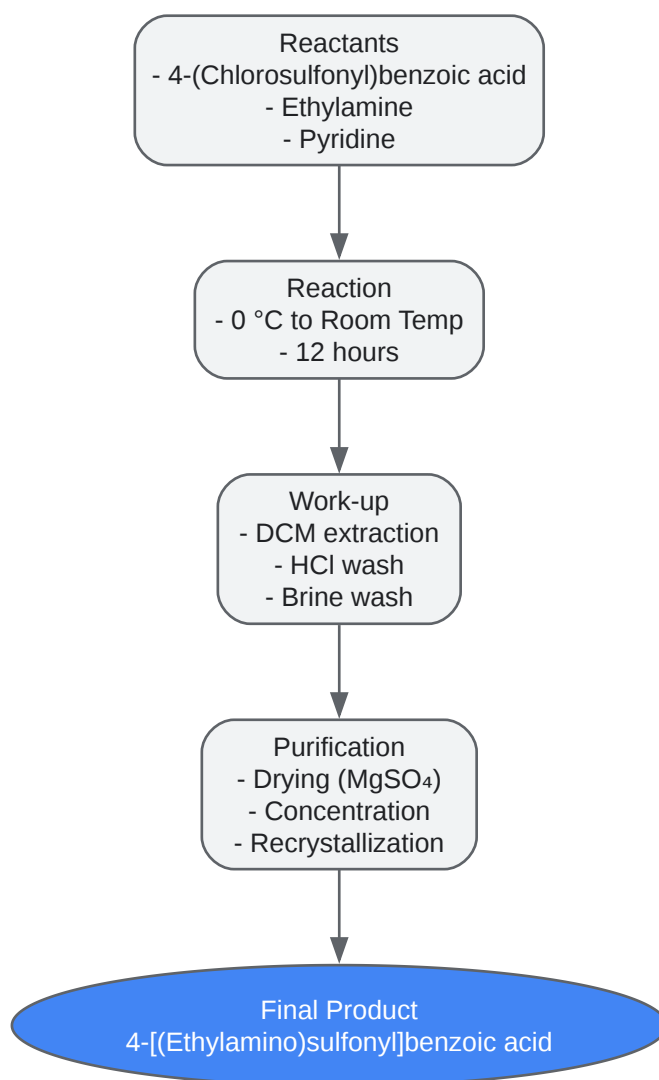 Reactants
- 4-(Chlorosulfonyl)benzoic acid
- Ethylamine
- Pyridine
Reaction
- 0 °C to Room Temp
- 12 hours
Work-up
- DCM extraction
- HCl wash
- Brine wash
Purification
- Drying (MgSO₄)
- Concentration
- Recrystallization
Final Product
4-[(Ethylamino)sulfonyl]benzoic acid